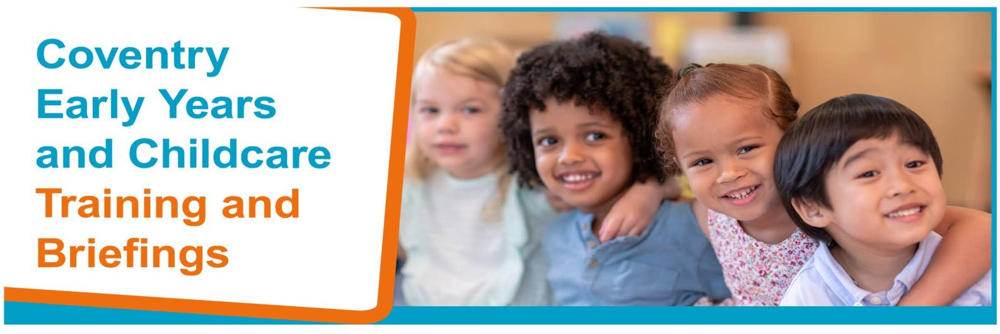 Coventry
Early Years
and Childcare
Training and
Briefings